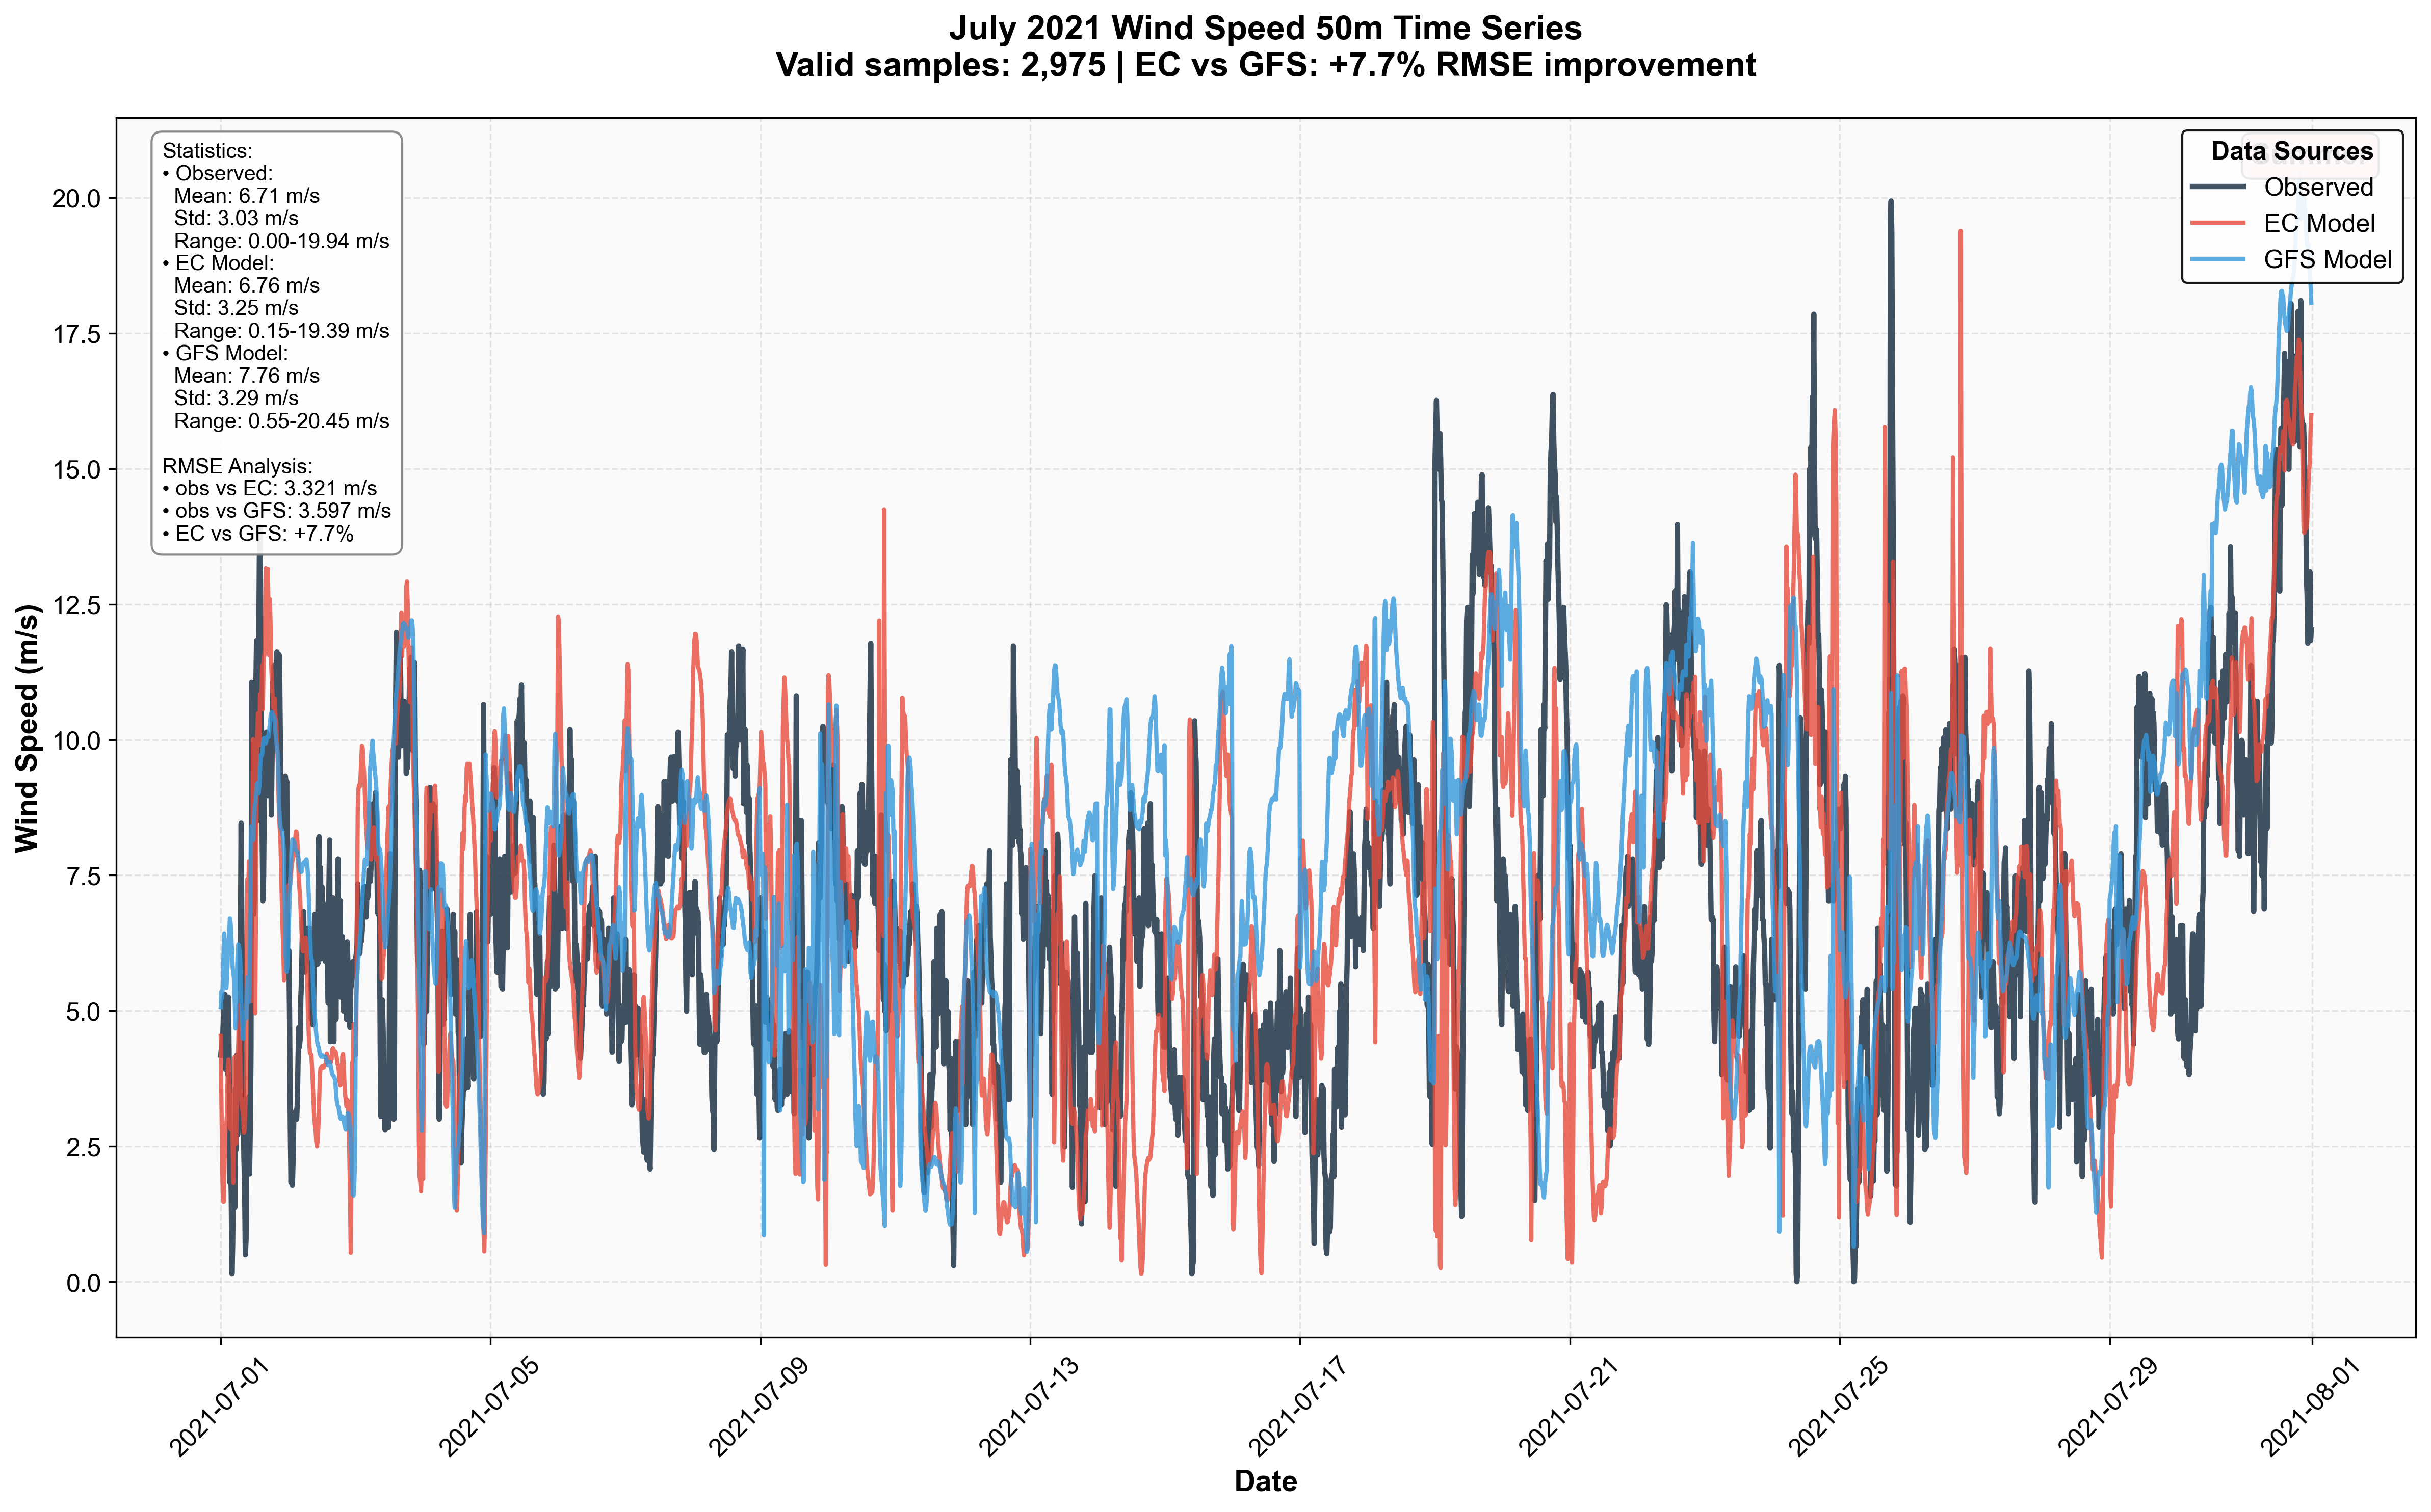 July 2021 Wind Speed 50m Time Series
Valid samples: 2,975 | EC vs GFS: +7.7% RMSE improvement
Statistics:
• Observed:
Mean: 6.71 m/s
Std: 3.03 m/s
Range: 0.00-19.94 m/s
• EC Model:
Mean: 6.76 m/s
Std: 3.25 m/s
Range: 0.15-19.39 m/s
• GFS Model:
Mean: 7.76 m/s
Std: 3.29 m/s
Range: 0.55-20.45 m/s
RMSE Analysis:
• obs vs EC: 3.321 m/s
• obs vs GFS: 3.597 m/s
• EC vs GFS: +7.7%
Data Sources
Observed
EC Model
GFS Model
Wind Speed (m/s)
20.0
17.5
15.0
12.5
10.0
7.5
5.0
2.5
0.0
2021-07-01
2021-07-05
2021-07-09
2021-07-13
2021-07-17
2021-07-21
2021-07-25
2021-07-29
2021-08-01
Date